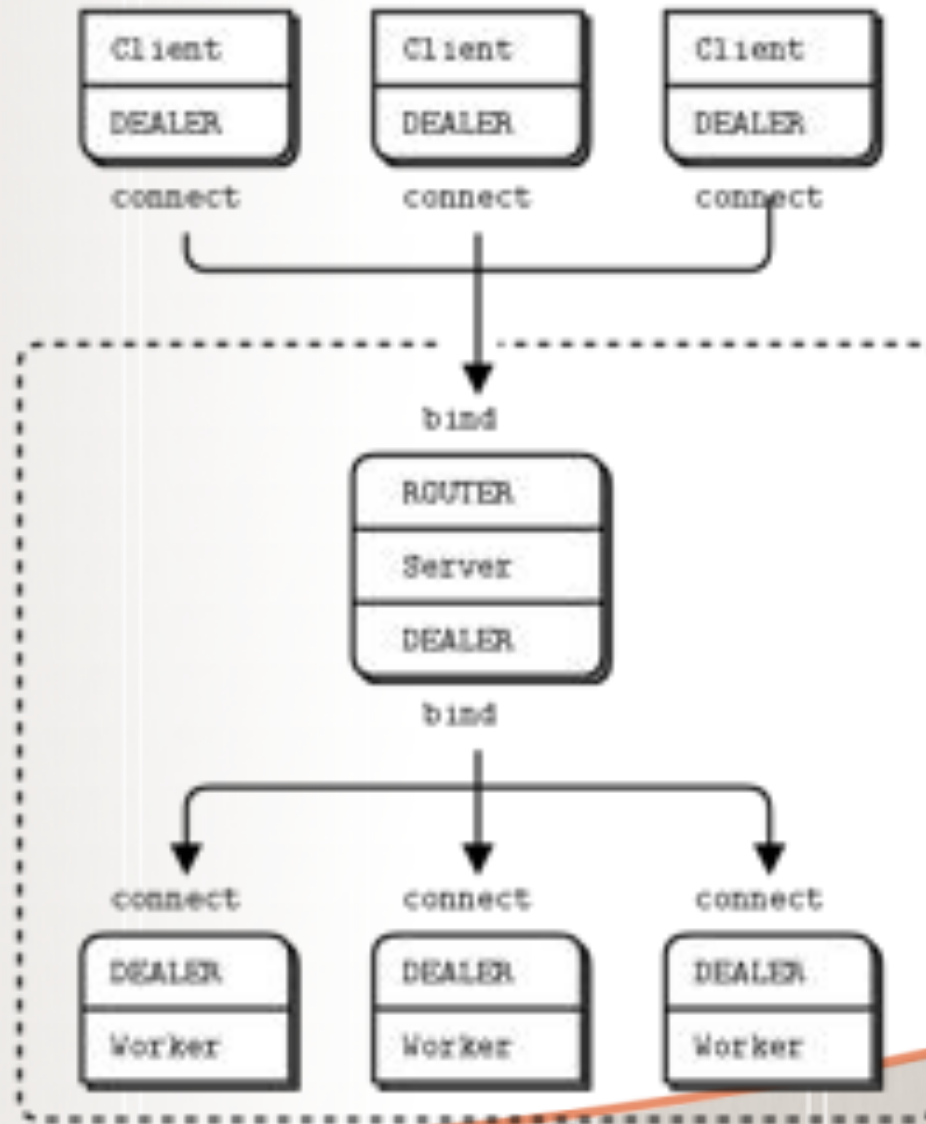 Client Client Client
DEALER DEALER DEALER
connect connect connect
bind
ROUTER
Server
DEALER
bind
connect connect connect
DEALER DEALER DEALER
Worker Worker Worker